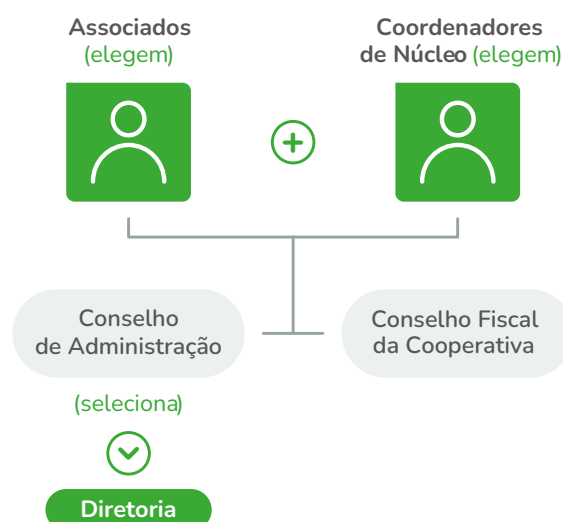 Associados
(elegem)
Coordenadores
de Núcleo (elegem)
Conselho
de Administração
Conselho Fiscal
da Cooperativa
(seleciona)
Diretoria